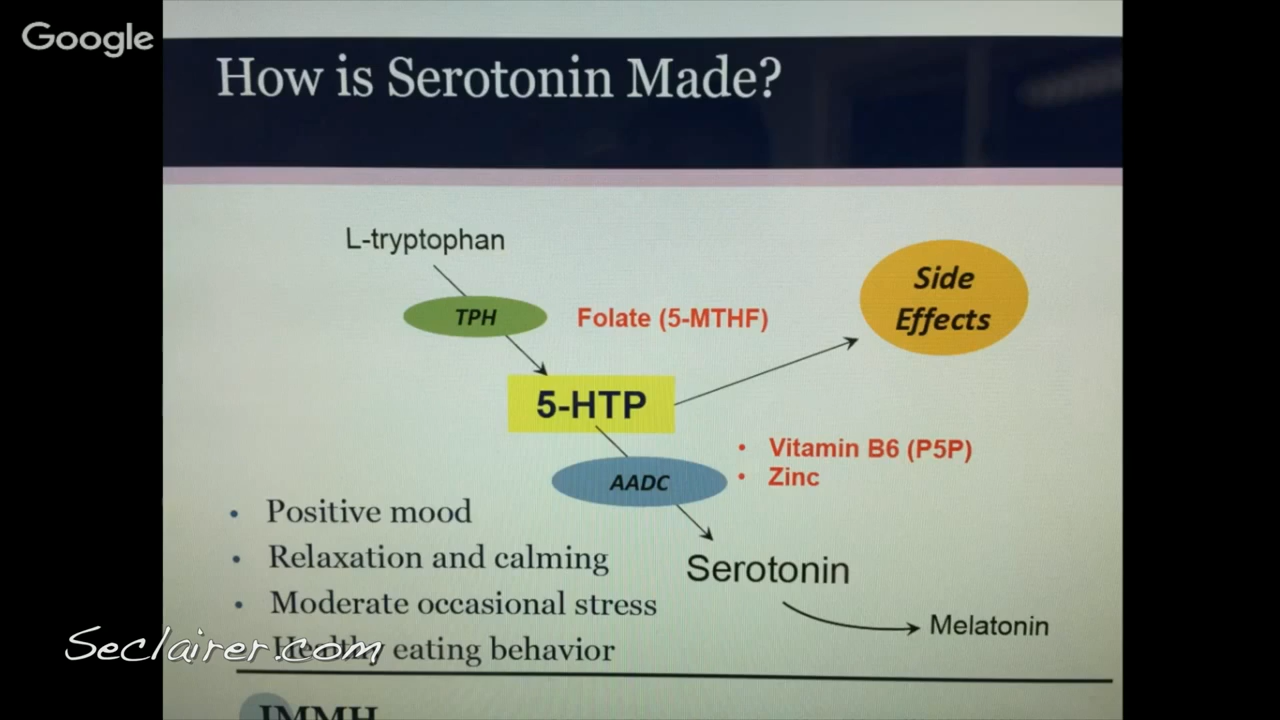 Google
How is Serotonin Made?
L-tryptophan
TPH
Folate (5-MTHF)
Side
Effects
5-HTP
• Vitamin B6 (P5P)
• Zinc
AADC
Serotonin
Melatonin
• Positive mood
• Relaxation and calming
• Moderate occasional stress
Healthy eating behavior
Seclairer.com
IMMH